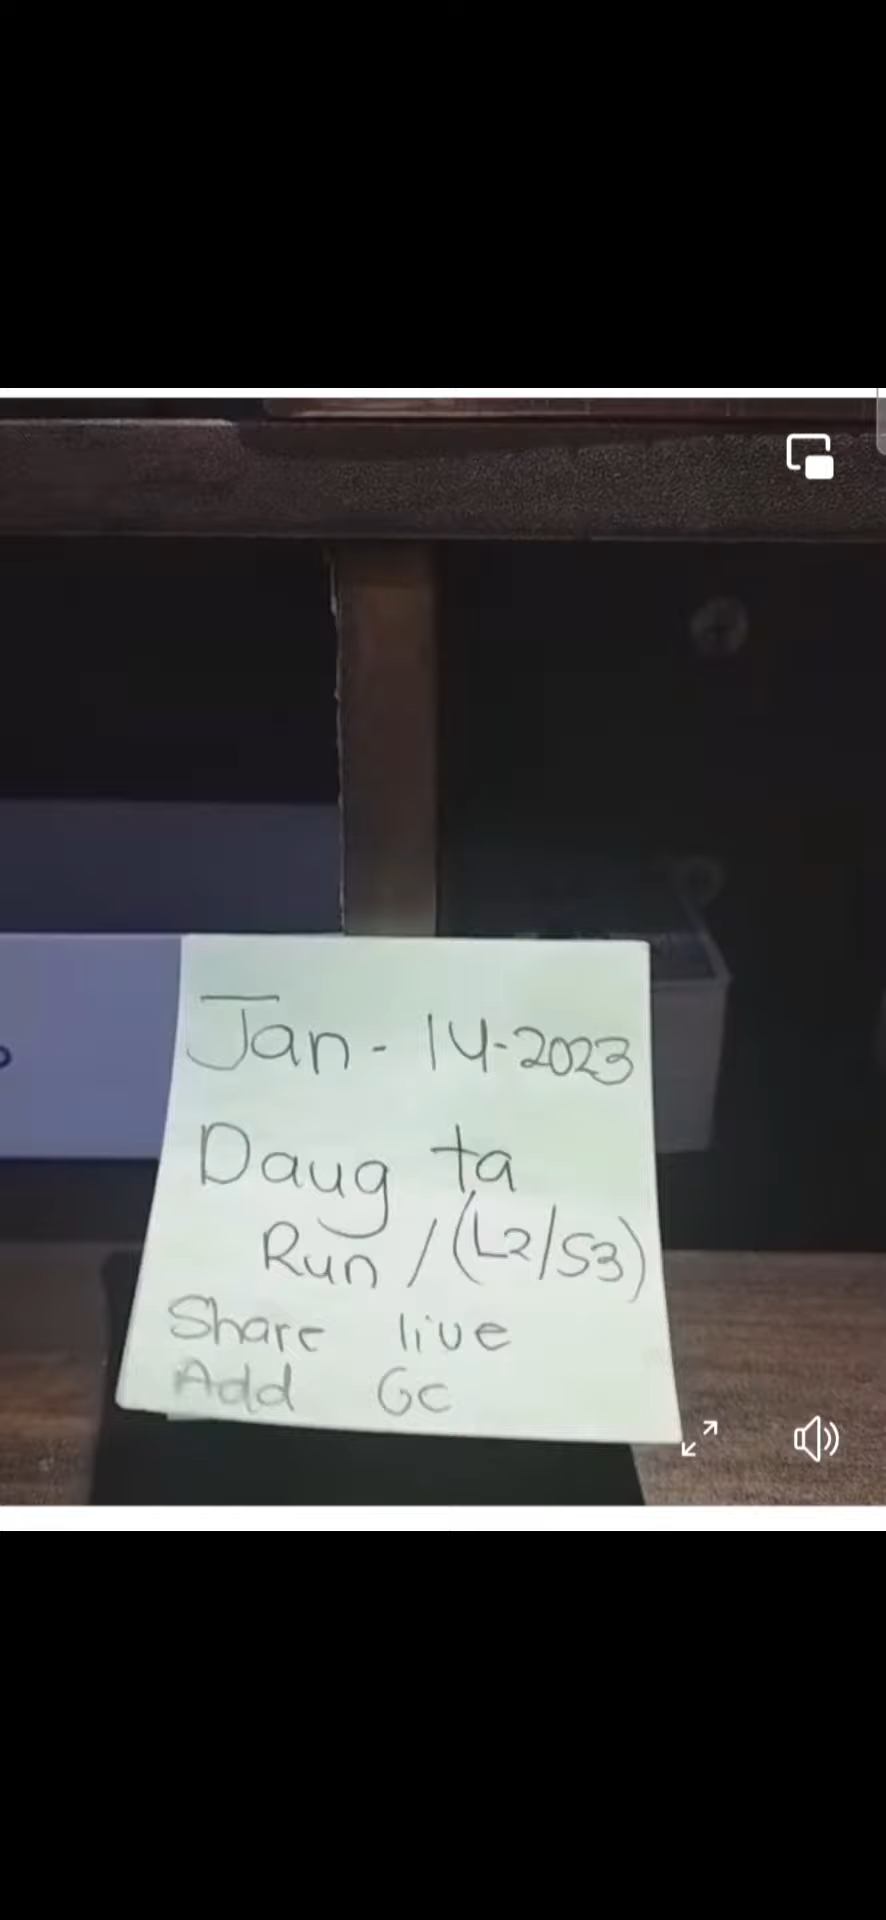 Jan - 14-2023
Daug ta
Run / (L2/S3)
Share live
Add Gc